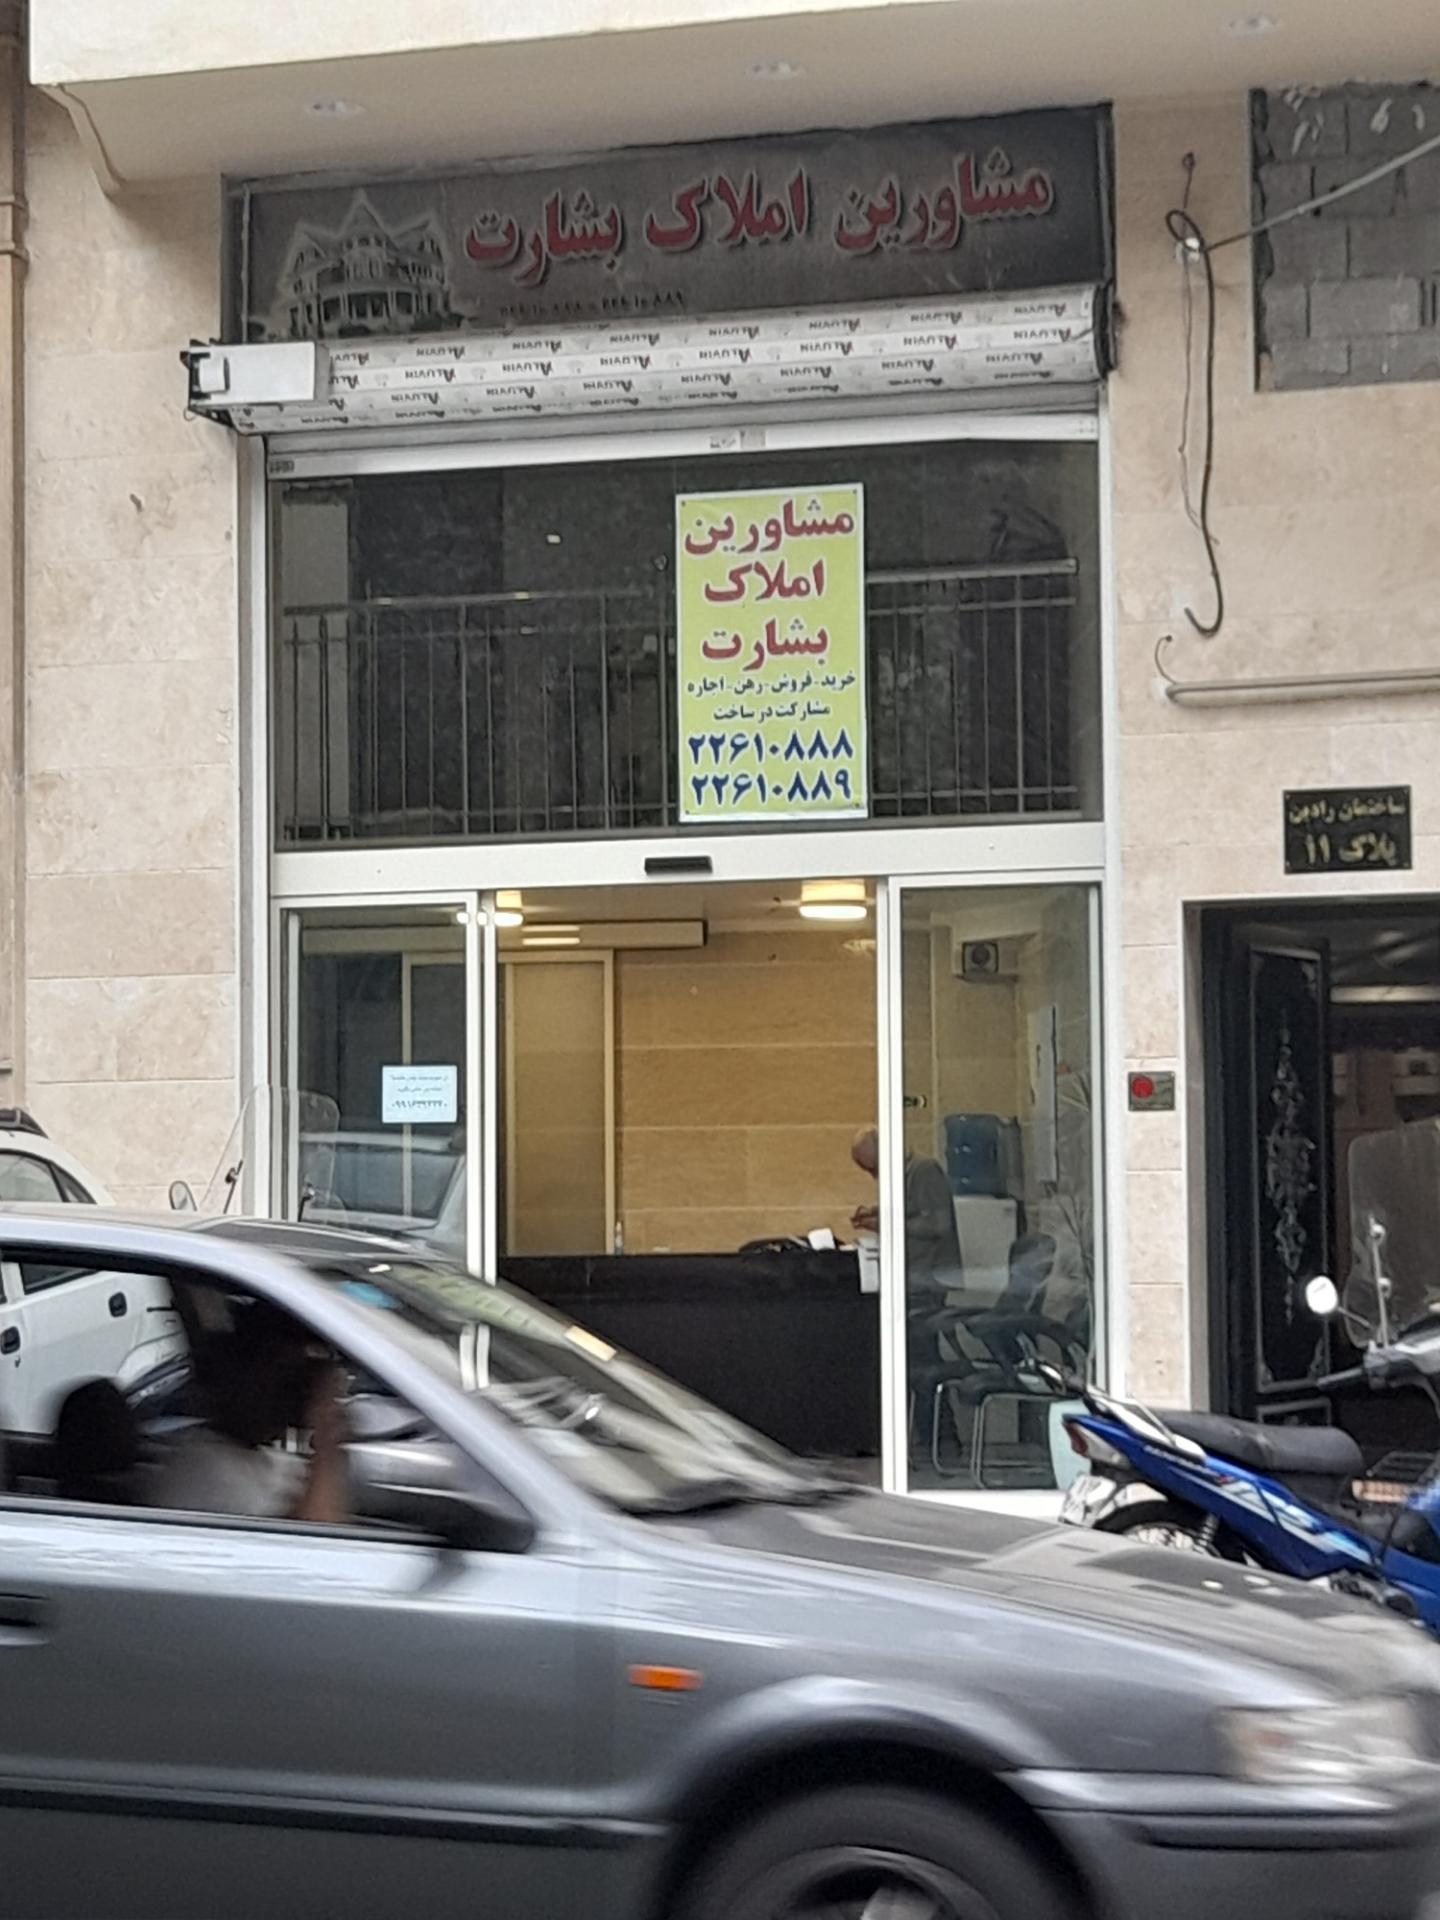 مشاورین املاک بشارت
مشاورین
املاک
بشارت
خرید-فروش-رهن-اجاره
مشارکت در ساخت
۲۲۶۱۰۸۸۸
۲۲۶۱۰۸۸۹
ساختمان رادین
پلاک ۱۱
ALUVIN